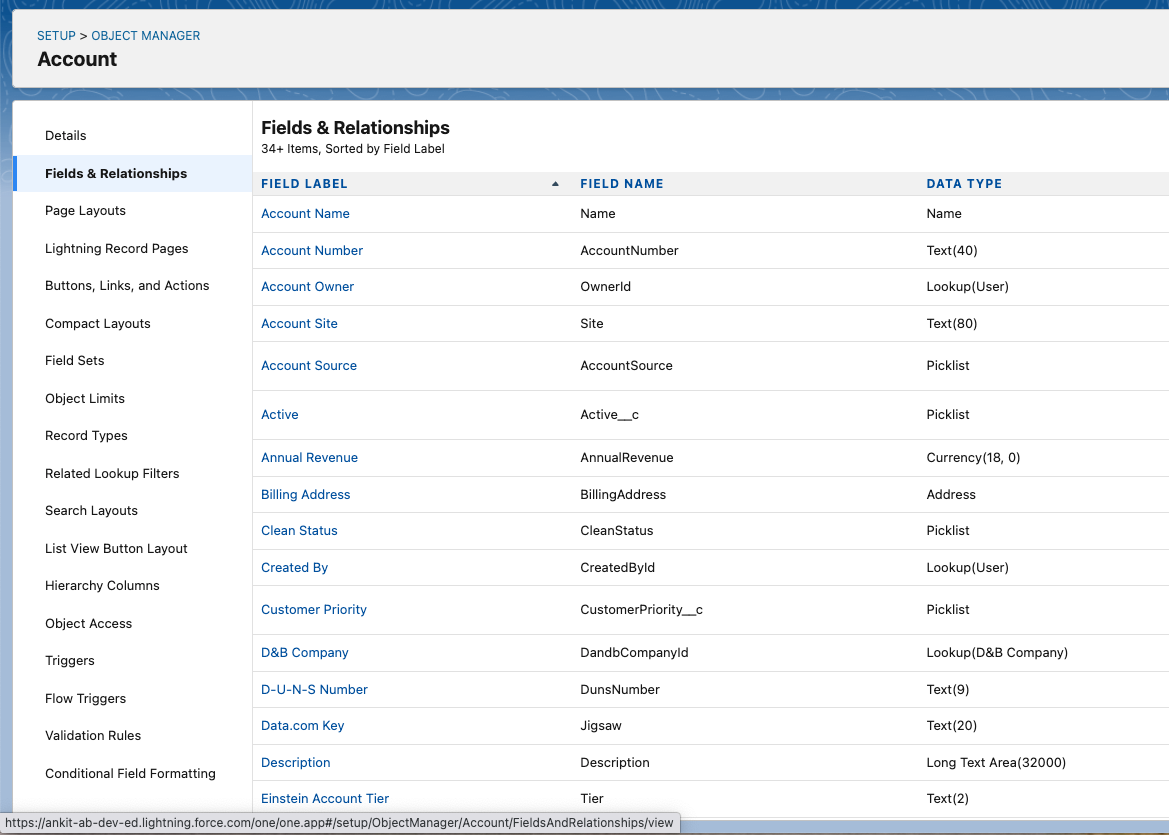 SETUP > OBJECT MANAGER
Account
Details
Fields & Relationships
Page Layouts
Lightning Record Pages
Buttons, Links, and Actions
Compact Layouts
Field Sets
Object Limits
Record Types
Related Lookup Filters
Search Layouts
List View Button Layout
Hierarchy Columns
Object Access
Triggers
Flow Triggers
Validation Rules
Conditional Field Formatting
Fields & Relationships
34+ Items, Sorted by Field Label
FIELD LABEL FIELD NAME DATA TYPE
Account Name Name Name
Account Number AccountNumber Text(40)
Account Owner OwnerId Lookup(User)
Account Site Site Text(80)
Account Source AccountSource Picklist
Active Active__c Picklist
Annual Revenue AnnualRevenue Currency(18, 0)
Billing Address BillingAddress Address
Clean Status CleanStatus Picklist
Created By CreatedById Lookup(User)
Customer Priority CustomerPriority__c Picklist
D&B Company DandbCompanyId Lookup(D&B Company)
D-U-N-S Number DunsNumber Text(9)
Data.com Key Jigsaw Text(20)
Description Description Long Text Area(32000)
Einstein Account Tier Tier Text(2)
https://ankit-ab-dev-ed.lightning.force.com/one/one.app#/setup/ObjectManager/Account/FieldsAndRelationships/view